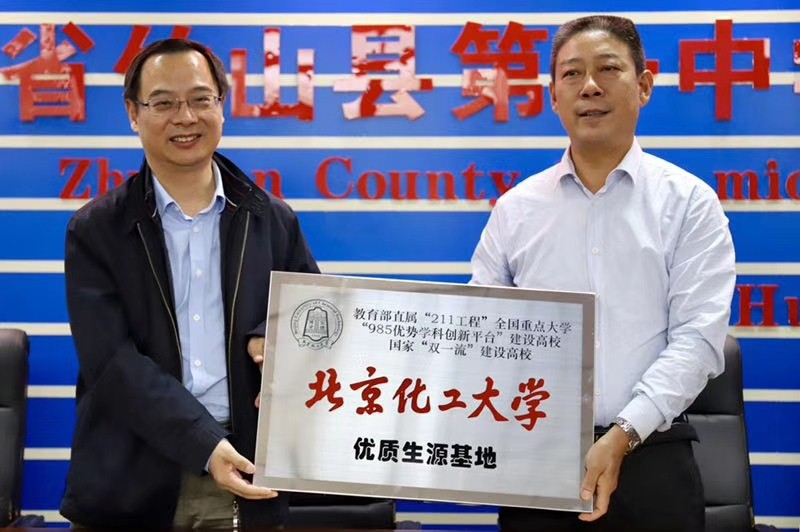 省竹山县第一中
Zhushan County
Hu
教育部直属“211工程”全国重点大学
“985优势学科创新平台”建设高校
国家“双一流”建设高校
北京化工大学
优质生源基地